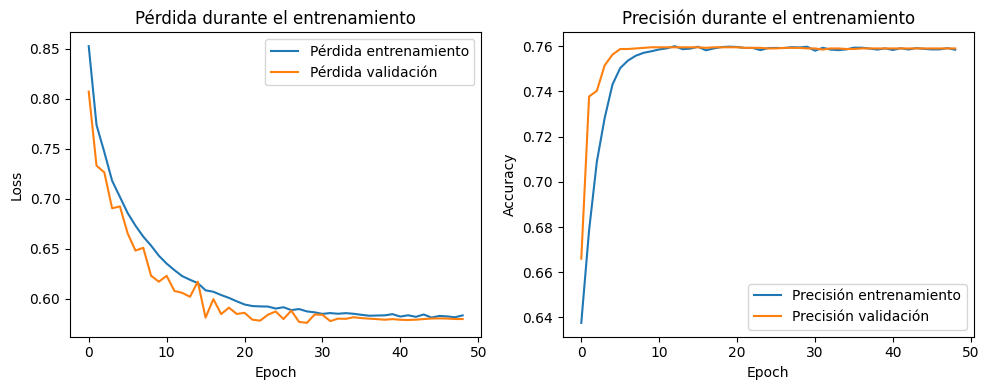 Pérdida durante el entrenamiento
0.85
0.80
0.75
0.70
0.65
0.60
Loss
0
10
20
30
40
50
Epoch
Pérdida entrenamiento
Pérdida validación
Precisión durante el entrenamiento
0.76
0.74
0.72
0.70
0.68
0.66
0.64
Accuracy
0
10
20
30
40
50
Epoch
Precisión entrenamiento
Precisión validación